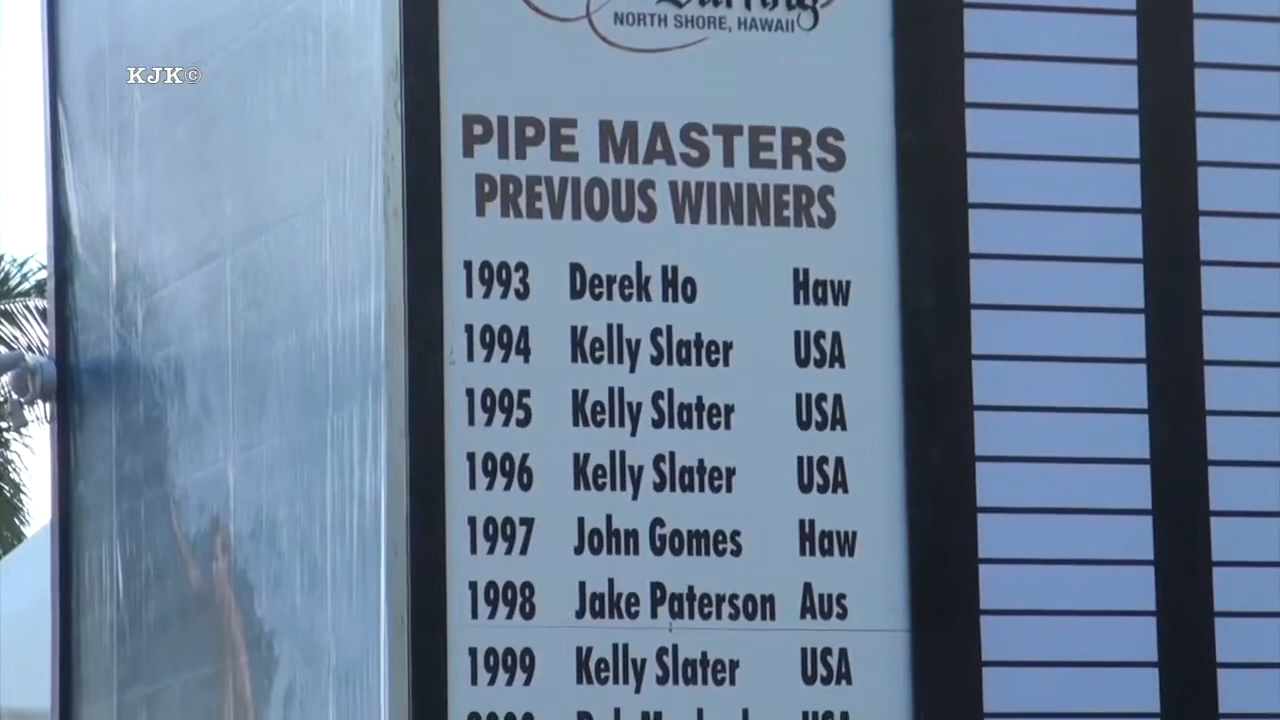 KJK©
NORTH SHORE, HAWAII
PIPE MASTERS
PREVIOUS WINNERS
1993 Derek Ho Haw
1994 Kelly Slater USA
1995 Kelly Slater USA
1996 Kelly Slater USA
1997 John Gomes Haw
1998 Jake Paterson Aus
1999 Kelly Slater USA